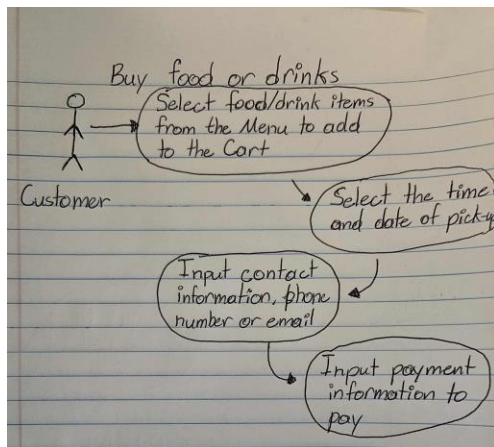 Buy food or drinks
Select food/drink items
from the Menu to add
to the Cart
Customer
Select the time
and date of pick-up
Input contact
information, phone
number or email
Input payment
information to
pay